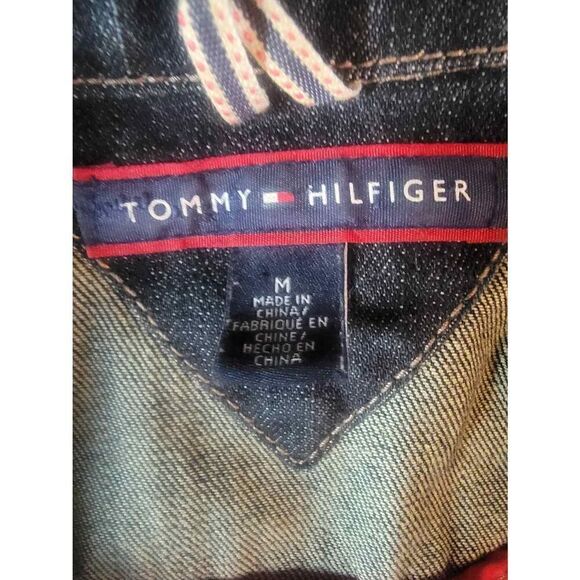 TOMMY HILFIGER
M
MADE IN
CHINA/
FABRIQUÉ EN
CHINE/
HECHO EN
CHINA